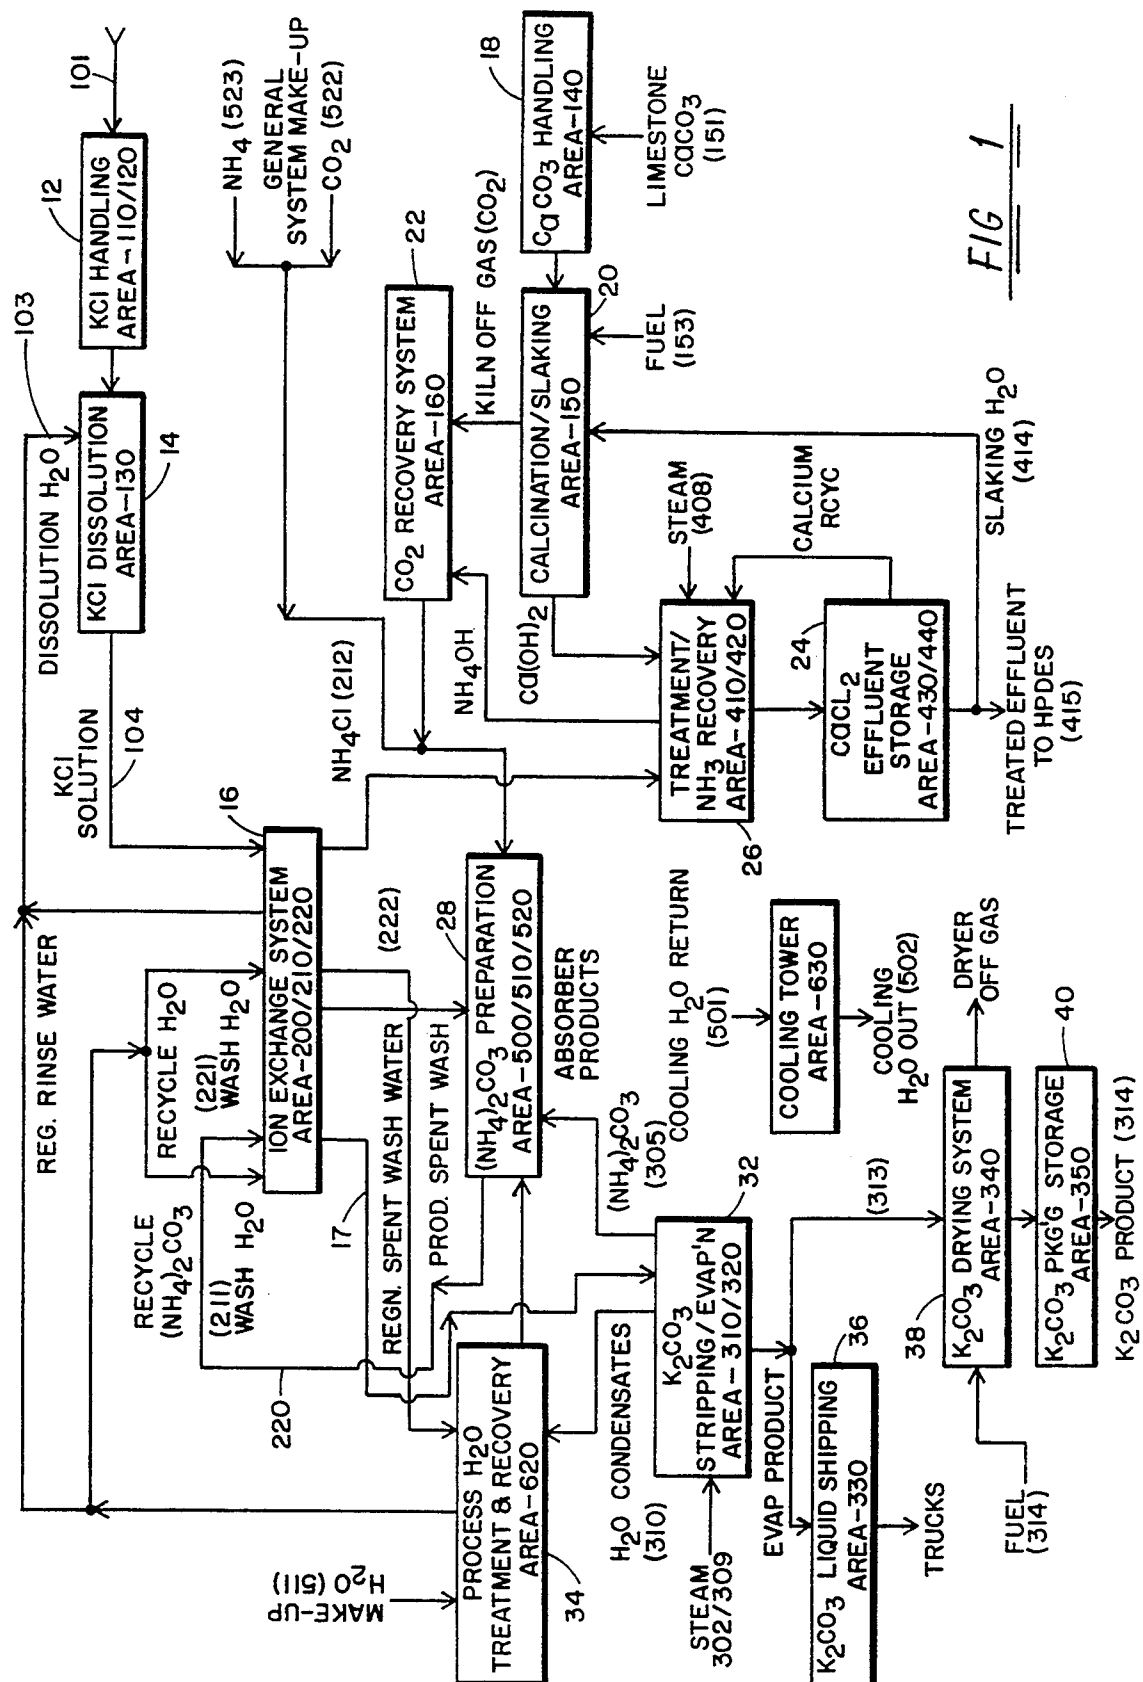 101
12
KCl HANDLING
AREA-110/120
103
DISSOLUTION H2O
KCl DISSOLUTION
AREA-130
14
KCl
SOLUTION
104
NH4 (523)
GENERAL
SYSTEM MAKE-UP
CO2 (522)
18
CaCO3 HANDLING
AREA-140
LIMESTONE
CaCO3
(151)
22
CO2 RECOVERY SYSTEM
AREA-160
KILN OFF GAS (CO2)
20
CALCINATION/SLAKING
AREA-150
FUEL
(153)
SLAKING H2O
(414)
REG. RINSE WATER
RECYCLE H2O
(221)
WASH H2O
RECYCLE
(NH4)2CO3
(211)
WASH H2O
16
ION EXCHANGE SYSTEM
AREA-200/210/220
17
220
NH4Cl (212)
NH4OH
Ca(OH)2
STEAM
(408)
TREATMENT/
NH3 RECOVERY
AREA-410/420
26
CALCIUM
RCYC
24
CaCL2
EFFLUENT
STORAGE
AREA-430/440
TREATED EFFLUENT
TO HPDES
(415)
(222)
REGN. SPENT WASH WATER
PROD. SPENT WASH
28
(NH4)2CO3 PREPARATION
AREA-500/510/520
ABSORBER
PRODUCTS
MAKE-UP
H2O (511)
PROCESS H2O
TREATMENT & RECOVERY
AREA-620
34
H2O CONDENSATES
(310)
(NH4)2CO3
(305)
32
K2CO3
STRIPPING/EVAP'N
AREA-310/320
STEAM
302/309
COOLING H2O RETURN
(501)
COOLING TOWER
AREA-630
COOLING
H2O OUT (502)
EVAP PRODUCT
(313)
36
K2CO3 LIQUID SHIPPING
AREA-330
TRUCKS
38
K2CO3 DRYING SYSTEM
AREA-340
DRYER
OFF GAS
FUEL
(314)
40
K2CO3 PKGG STORAGE
AREA-350
K2CO3 PRODUCT (314)
FIG 1